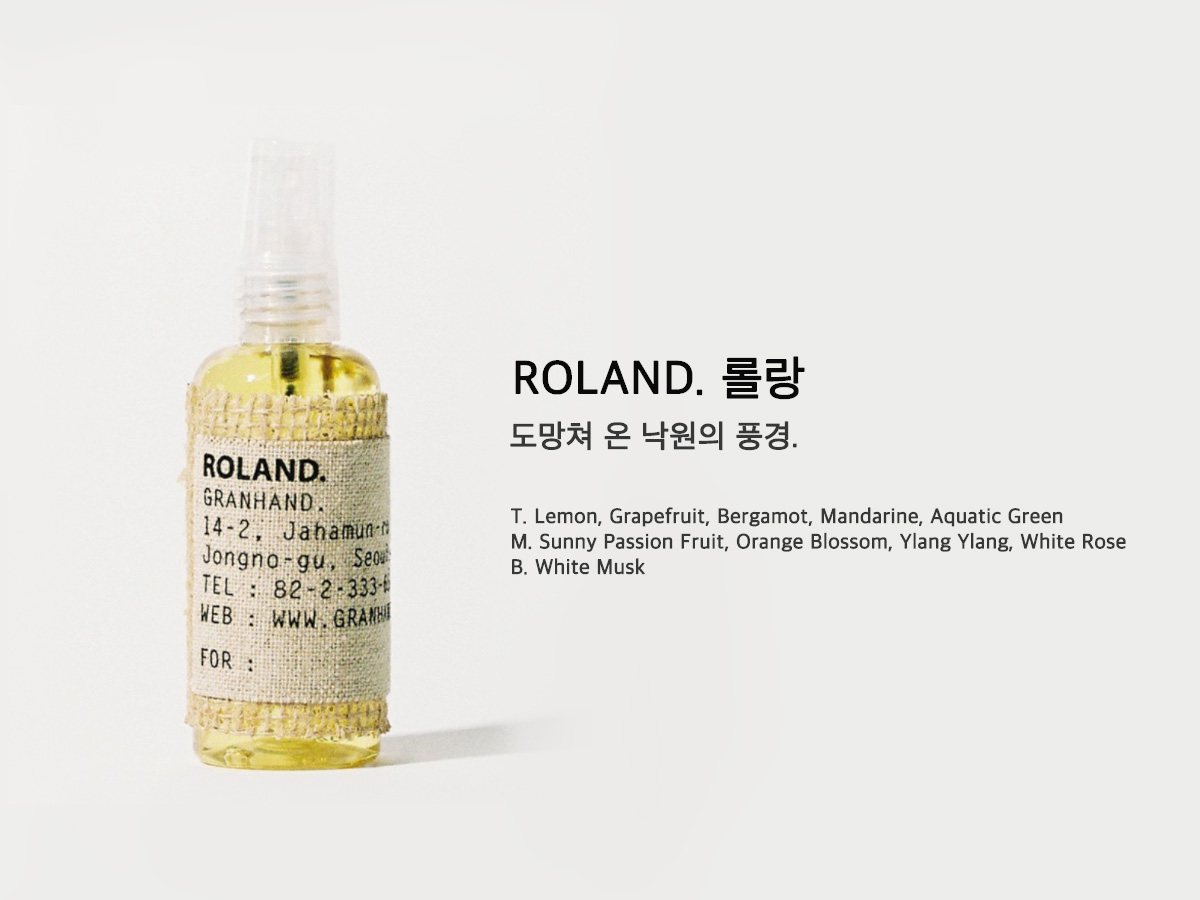 ROLAND. 롤랑
도망쳐 온 낙원의 풍경.
T. Lemon, Grapefruit, Bergamot, Mandarine, Aquatic Green
M. Sunny Passion Fruit, Orange Blossom, Ylang Ylang, White Rose
B. White Musk
ROLAND.
GRANHAND.
14-2, Jahamun-
Jongno-gu, Seoul
TEL : 82-2-333-
WEB : WWW.GRANHA
FOR :